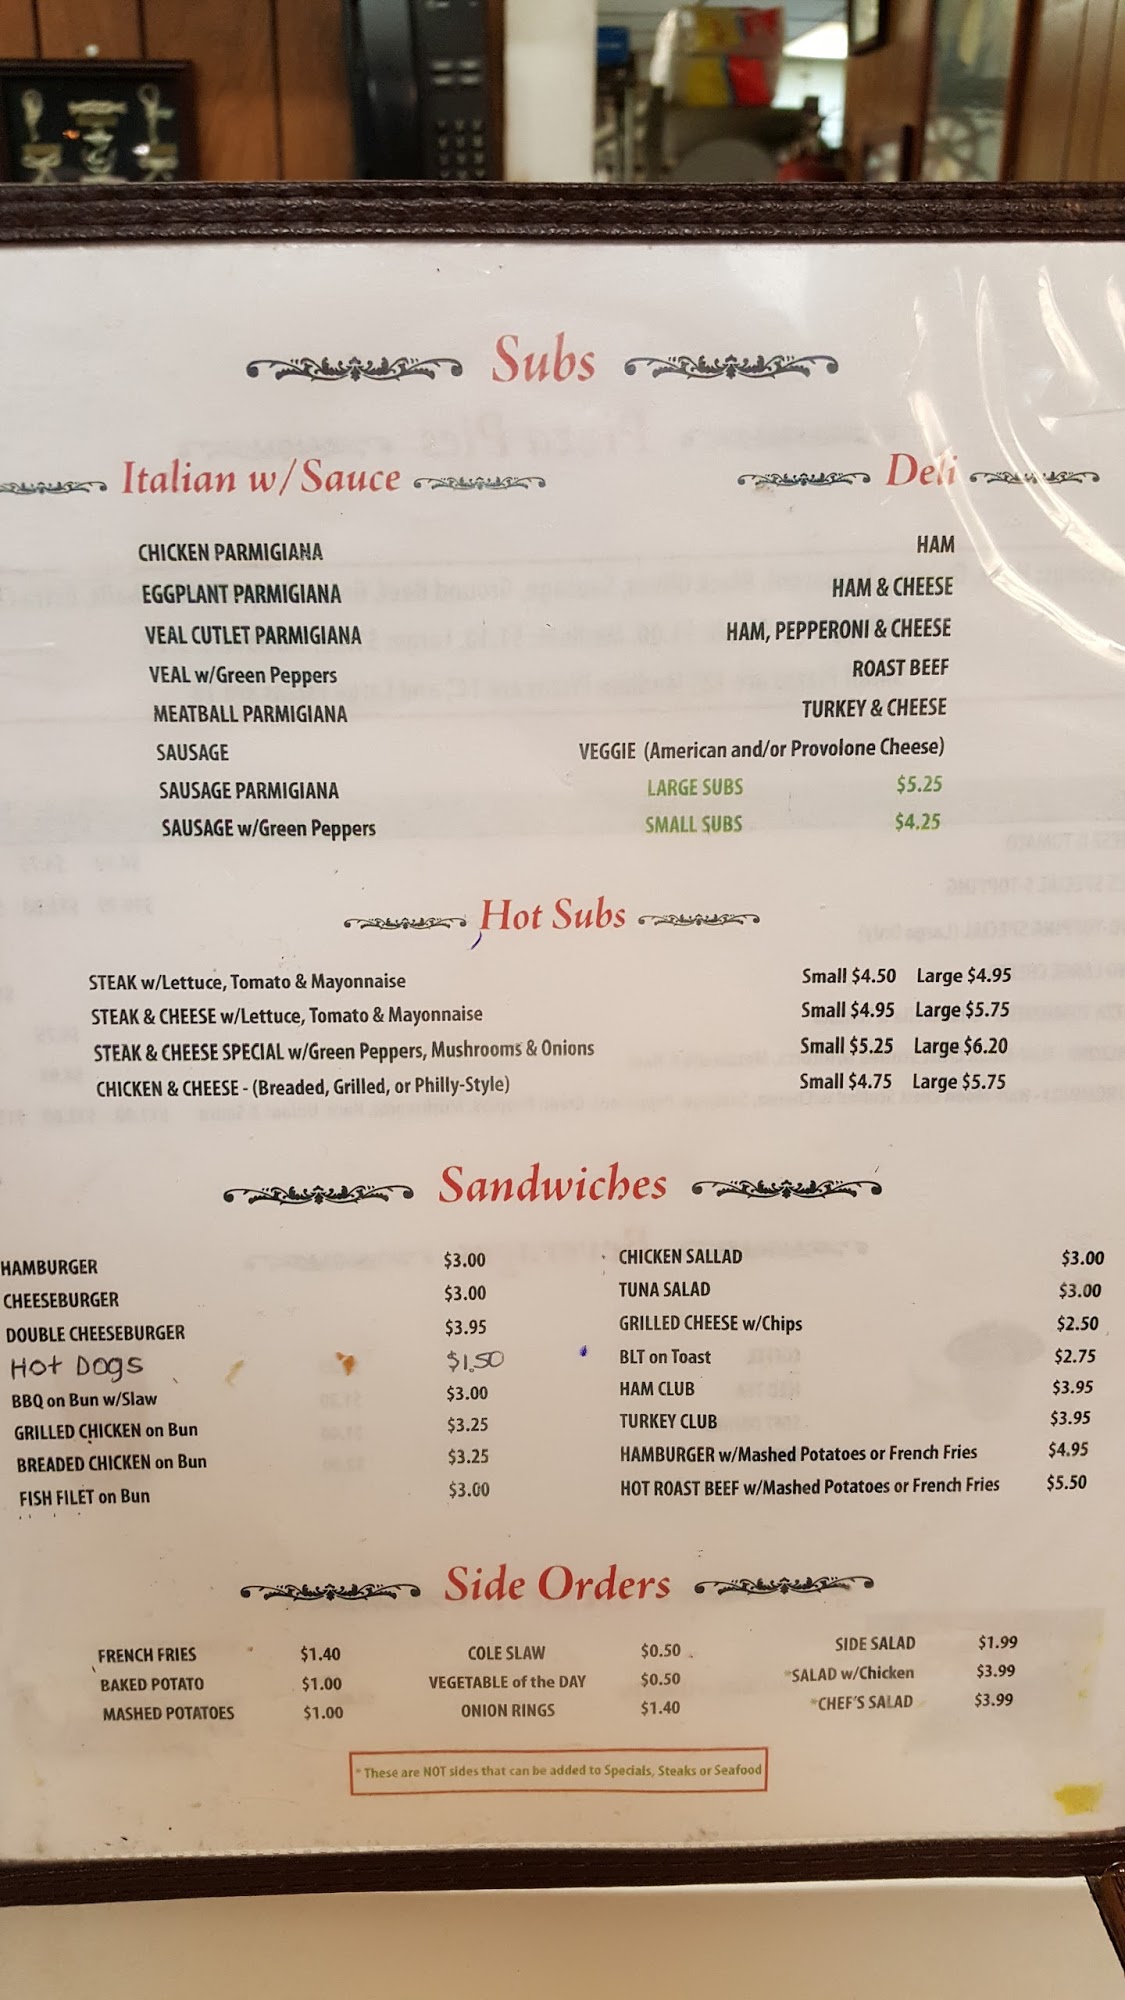 Subs
Italian w/Sauce
CHICKEN PARMIGIANA
EGGPLANT PARMIGIANA
VEAL CUTLET PARMIGIANA
VEAL w/Green Peppers
MEATBALL PARMIGIANA
SAUSAGE
SAUSAGE PARMIGIANA
SAUSAGE w/Green Peppers
Deli
HAM
HAM & CHEESE
HAM, PEPPERONI & CHEESE
ROAST BEEF
TURKEY & CHEESE
VEGGIE (American and/or Provolone Cheese)
LARGE SUBS $5.25
SMALL SUBS $4.25
Hot Subs
STEAK w/Lettuce, Tomato & Mayonnaise Small $4.50 Large $4.95
STEAK & CHEESE w/Lettuce, Tomato & Mayonnaise Small $4.95 Large $5.75
STEAK & CHEESE SPECIAL w/Green Peppers, Mushrooms & Onions Small $5.25 Large $6.20
CHICKEN & CHEESE - (Breaded, Grilled, or Philly-Style) Small $4.75 Large $5.75
Sandwiches
HAMBURGER $3.00
CHEESEBURGER $3.00
DOUBLE CHEESEBURGER $3.95
HOT DOGS $1.50
BBQ on Bun w/Slaw $3.00
GRILLED CHICKEN on Bun $3.25
BREADED CHICKEN on Bun $3.25
FISH FILET on Bun $3.00
CHICKEN SALLAD $3.00
TUNA SALAD $3.00
GRILLED CHEESE w/Chips $2.50
BLT on Toast $2.75
HAM CLUB $3.95
TURKEY CLUB $3.95
HAMBURGER w/Mashed Potatoes or French Fries $4.95
HOT ROAST BEEF w/Mashed Potatoes or French Fries $5.50
Side Orders
FRENCH FRIES $1.40
BAKED POTATO $1.00
MASHED POTATOES $1.00
COLE SLAW $0.50
VEGETABLE of the DAY $0.50
ONION RINGS $1.40
SIDE SALAD $1.99
*SALAD w/Chicken $3.99
*CHEF'S SALAD $3.99
* These are NOT sides that can be added to Specials, Steaks or Seafood